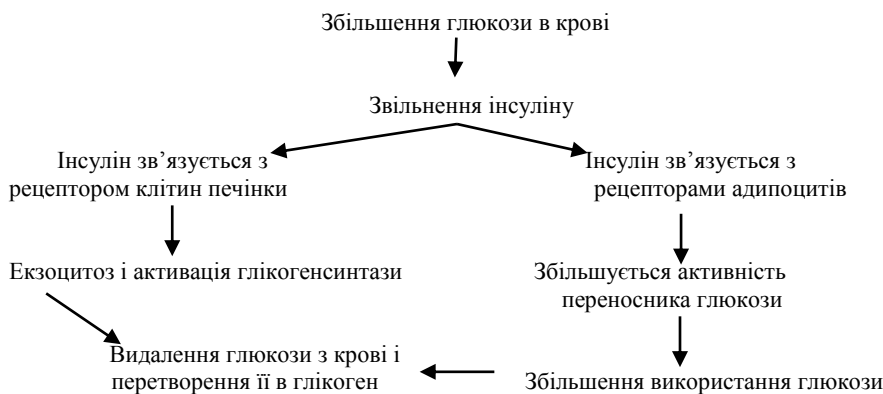 Збільшення глюкози в крові
Звільнення інсуліну
Інсулін зв’язується з
рецептором клітин печінки
Інсулін зв’язується з
рецепторами адипоцитів
Екзоцитоз і активація глікогенсинтази
Збільшується активність
переносника глюкози
Видалення глюкози з крові і
перетворення її в глікоген
Збільшення використання глюкози